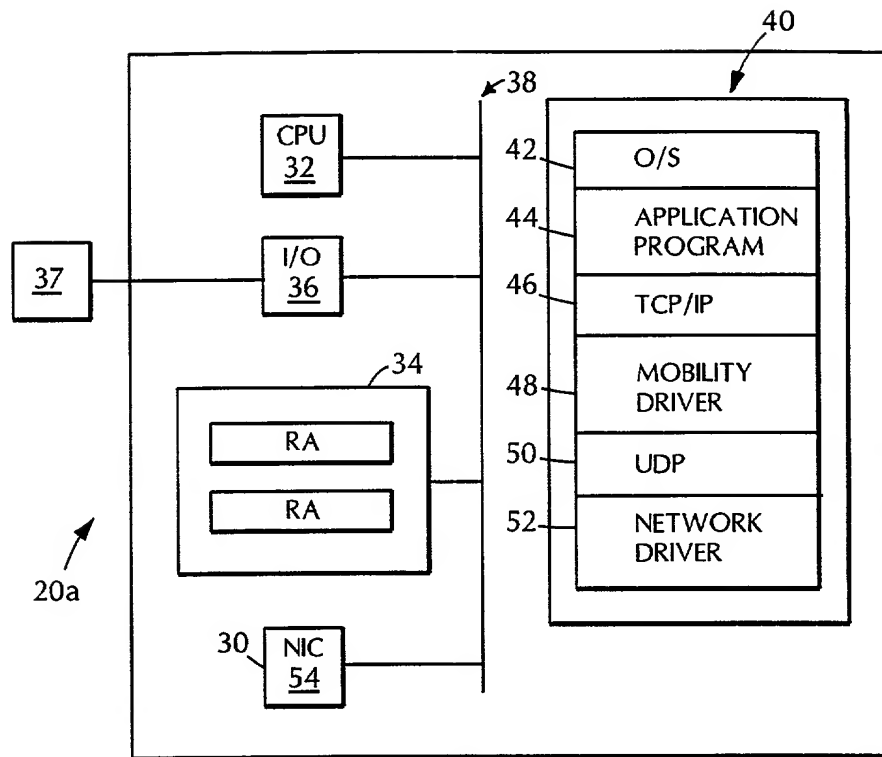 40
38
CPU
32
42
O/S
44
APPLICATION
PROGRAM
37
I/O
36
46
TCP/IP
34
48
MOBILITY
DRIVER
RA
50
UDP
RA
52
NETWORK
DRIVER
20a
30
NIC
54